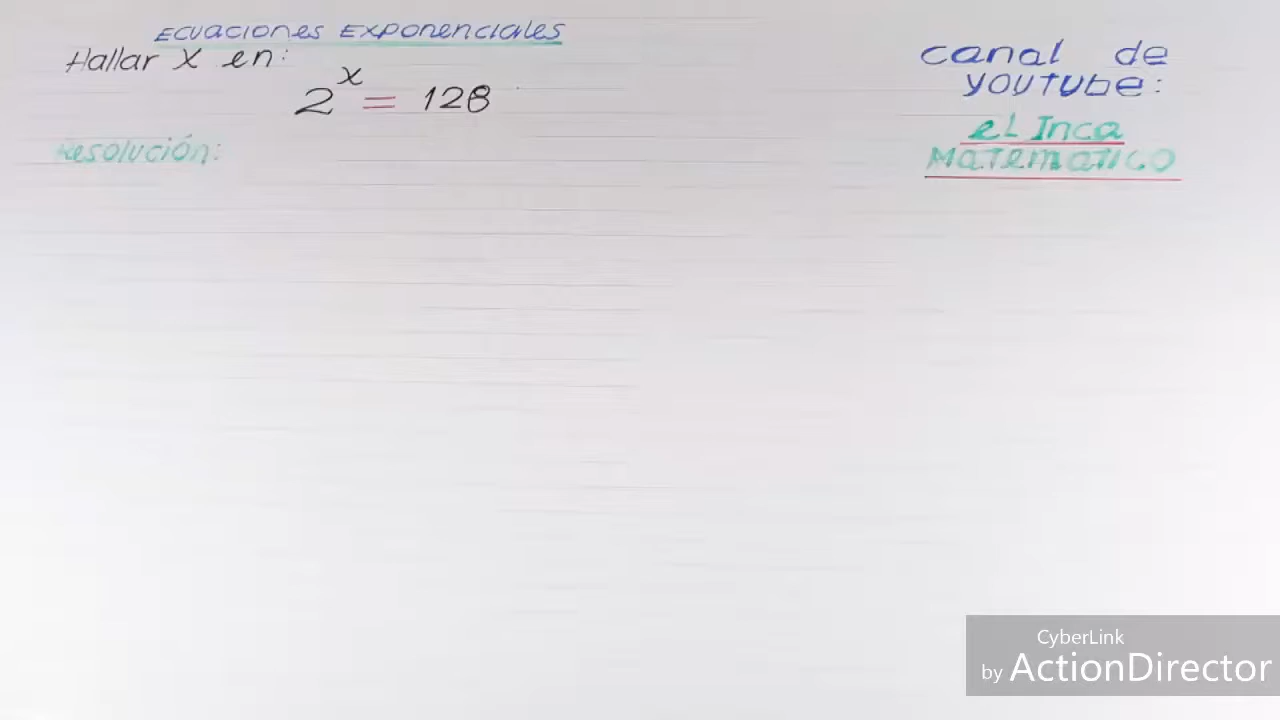 Ecuaciones Exponenciales
Hallar X en:
2^x = 128
Resolución:
canal de
YOUTUbe:
eL Inca
MaTemaTICO
CyberLink
by ActionDirector